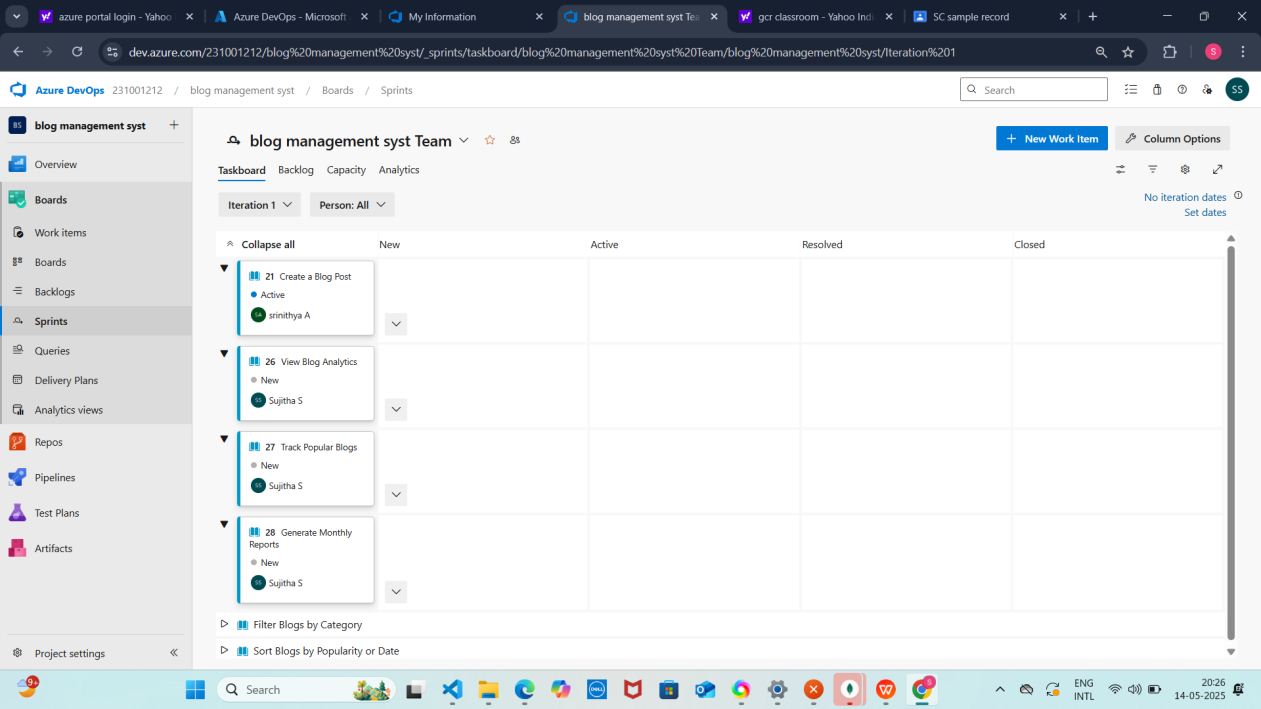 azure portal login - Yahoo
Azure DevOps - Microsoft
My Information
blog management syst Tea
gcr classroom - Yahoo Indi
SC sample record
dev.azure.com/231001212/blog%20management%20syst/_sprints/taskboard/blog%20management%20syst%20Team/blog%20management%20syst/Iteration%201
S
Azure DevOps 231001212 / blog management syst / Boards / Sprints
Search
SS
BS blog management syst
Overview
Boards
Work items
Boards
Backlogs
Sprints
Queries
Delivery Plans
Analytics views
Repos
Pipelines
Test Plans
Artifacts
Project settings
blog management syst Team
New Work Item
Column Options
Taskboard Backlog Capacity Analytics
Iteration 1
Person: All
No iteration dates
Set dates
Collapse all New Active Resolved Closed
21 Create a Blog Post
Active
SA srinithya A
26 View Blog Analytics
New
SS Sujitha S
27 Track Popular Blogs
New
SS Sujitha S
28 Generate Monthly
Reports
New
SS Sujitha S
Filter Blogs by Category
Sort Blogs by Popularity or Date
9+
Search
DELL
S
ENG
INTL
20:26
14-05-2025